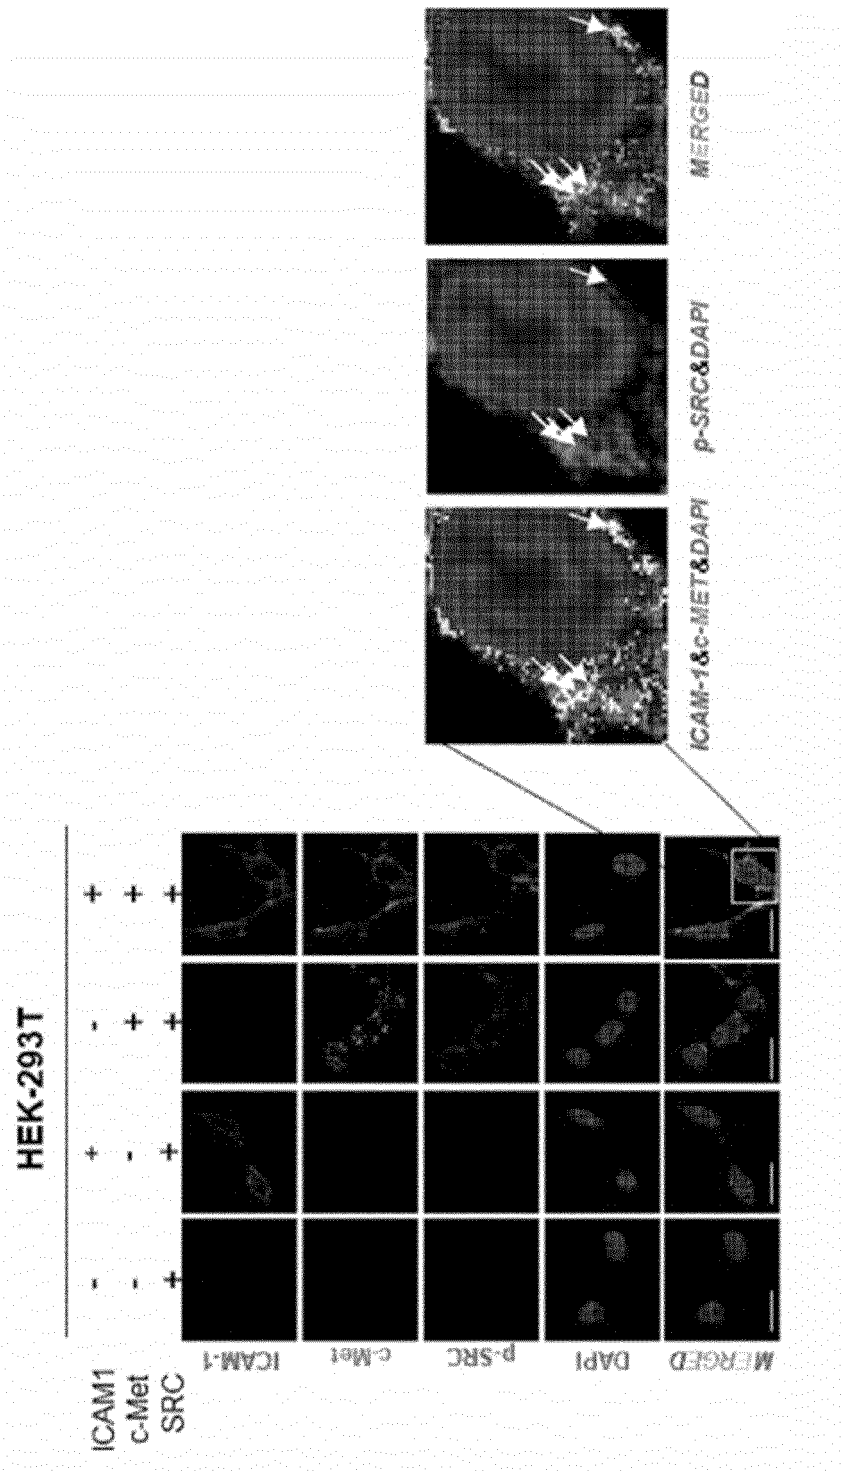 HEK-293T
ICAM1 - + - +
c-Met - - + +
SRC + + + +
ICAM-1
c-Met
p-SRC
DAPI
MERGED
ICAM-1&c-MET&DAPI
p-SRC&DAPI
MERGED